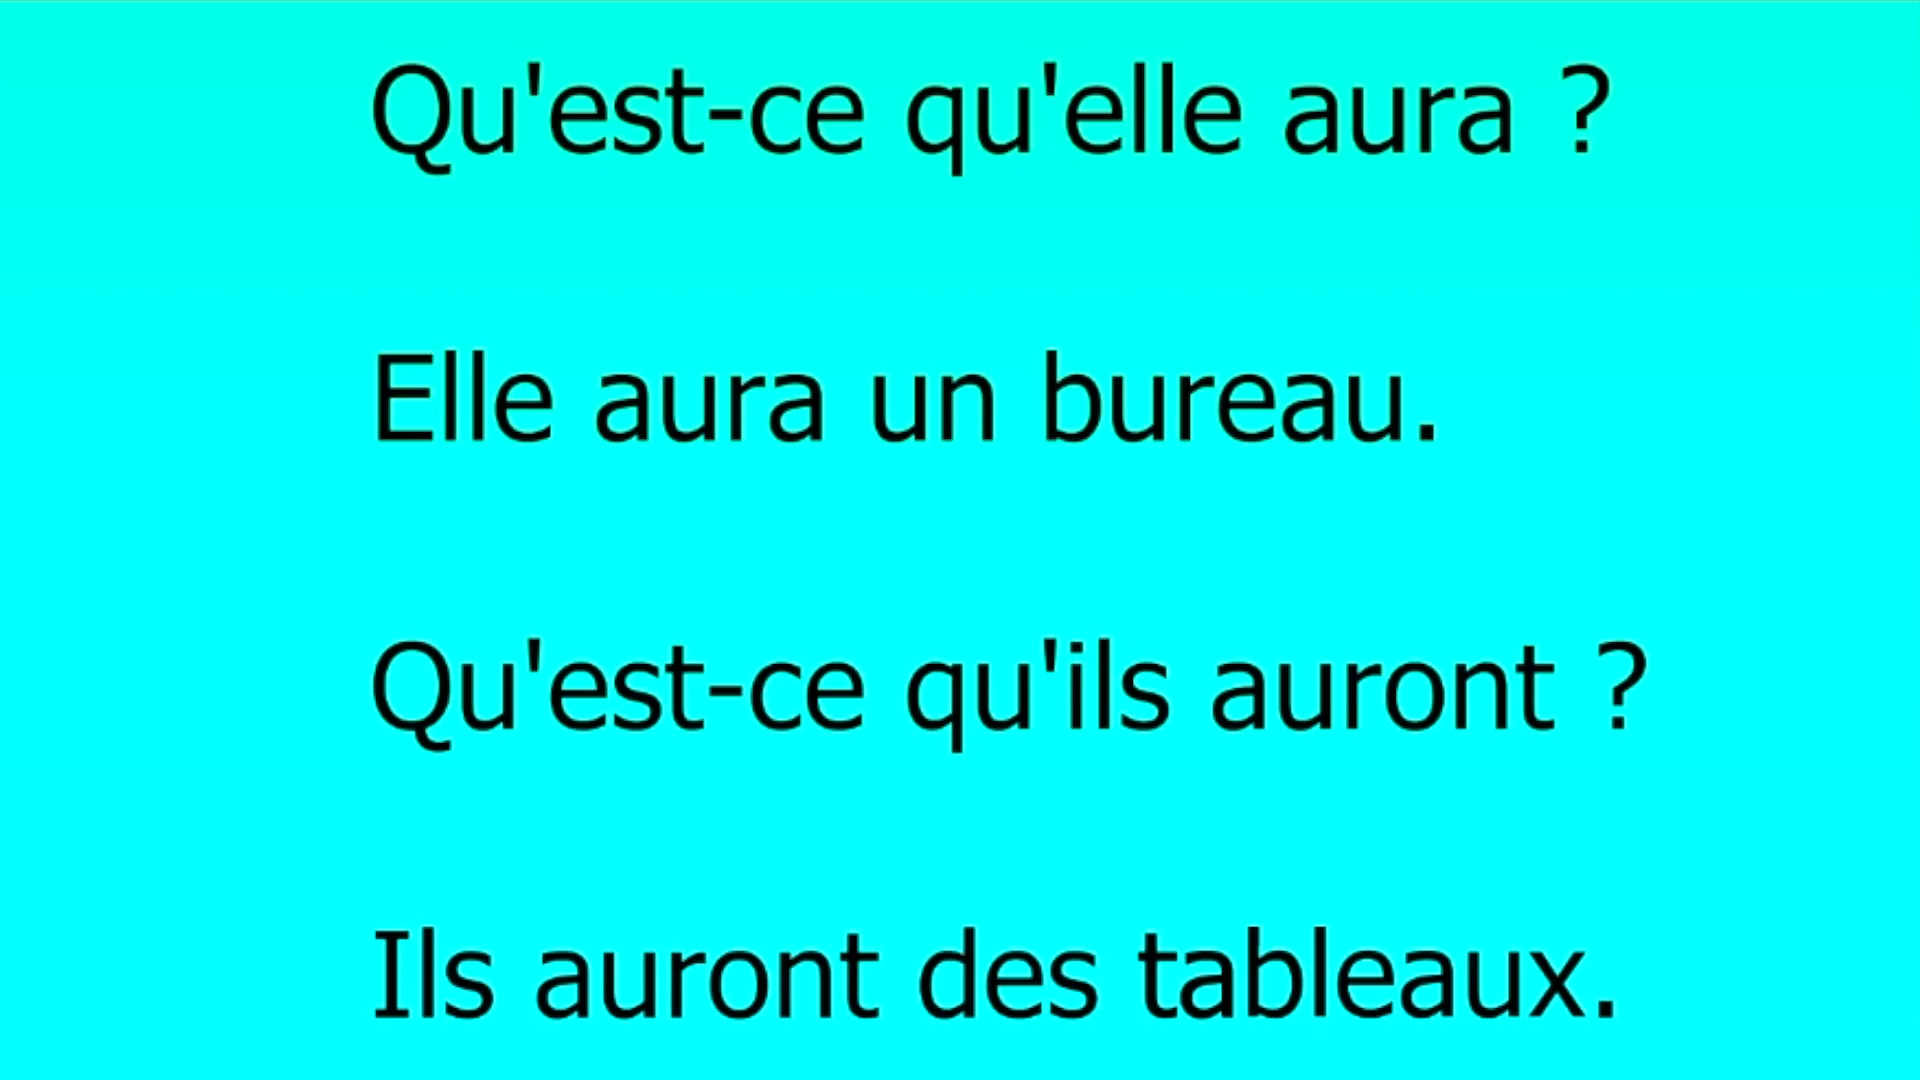 Qu'est-ce qu'elle aura ?
Elle aura un bureau.
Qu'est-ce qu'ils auront ?
Ils auront des tableaux.